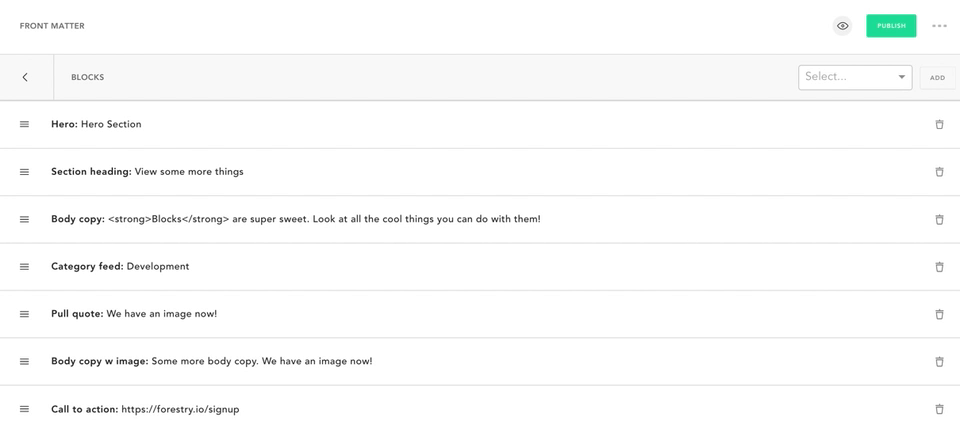 FRONT MATTER
PUBLISH
BLOCKS
Select...
ADD
Hero: Hero Section
Section heading: View some more things
Body copy: <strong>Blocks</strong> are super sweet. Look at all the cool things you can do with them!
Category feed: Development
Pull quote: We have an image now!
Body copy w image: Some more body copy. We have an image now!
Call to action: https://forestry.io/signup